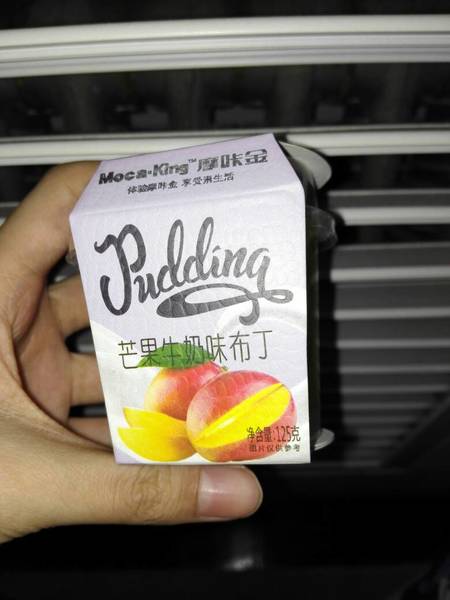 Moca·King™摩咔金
体验摩咔金 享受渐生活
Pudding
芒果牛奶味布丁
净含量:125克
图片仅供参考